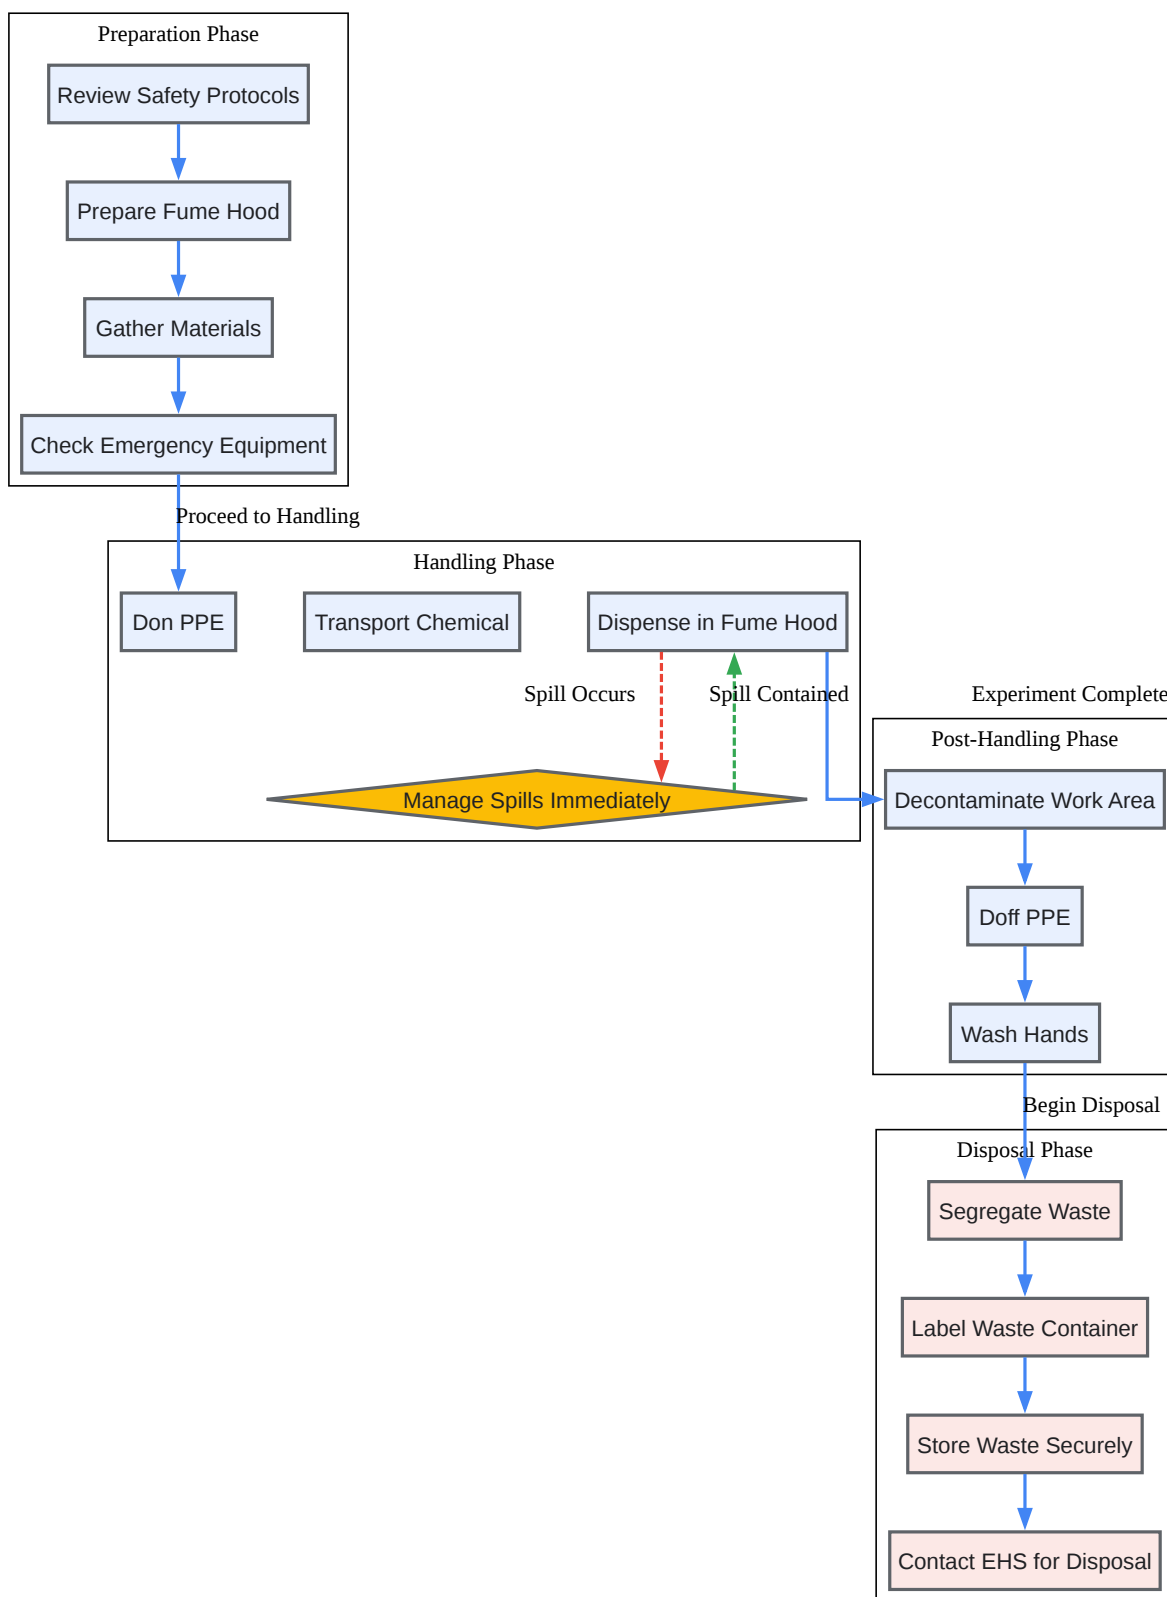 Preparation Phase
Review Safety Protocols
Prepare Fume Hood
Gather Materials
Check Emergency Equipment
Proceed to Handling
Handling Phase
Don PPE
Transport Chemical
Dispense in Fume Hood
Spill Occurs
Spill Contained
Manage Spills Immediately
Experiment Complete
Post-Handling Phase
Decontaminate Work Area
Doff PPE
Wash Hands
Begin Disposal
Disposal Phase
Segregate Waste
Label Waste Container
Store Waste Securely
Contact EHS for Disposal